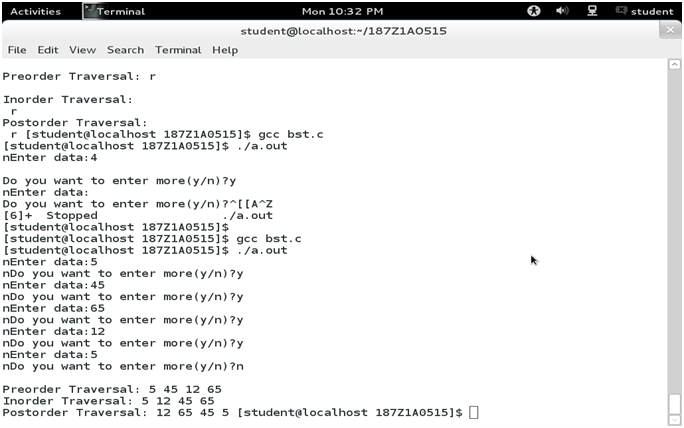 Activities Terminal Mon 10:32 PM student
student@localhost:~/187Z1A0515
File Edit View Search Terminal Help
Preorder Traversal: r
Inorder Traversal:
r
Postorder Traversal:
r [student@localhost 187Z1A0515]$ gcc bst.c
[student@localhost 187Z1A0515]$ ./a.out
nEnter data:4
Do you want to enter more(y/n)?y
nEnter data:
Do you want to enter more(y/n)?^[[A^Z
[6]+  Stopped                 ./a.out
[student@localhost 187Z1A0515]$
[student@localhost 187Z1A0515]$ gcc bst.c
[student@localhost 187Z1A0515]$ ./a.out
nEnter data:5
nDo you want to enter more(y/n)?y
nEnter data:45
nDo you want to enter more(y/n)?y
nEnter data:65
nDo you want to enter more(y/n)?y
nEnter data:12
nDo you want to enter more(y/n)?y
nEnter data:5
nDo you want to enter more(y/n)?n
Preorder Traversal: 5 45 12 65
Inorder Traversal: 5 12 45 65
Postorder Traversal: 12 65 45 5 [student@localhost 187Z1A0515]$